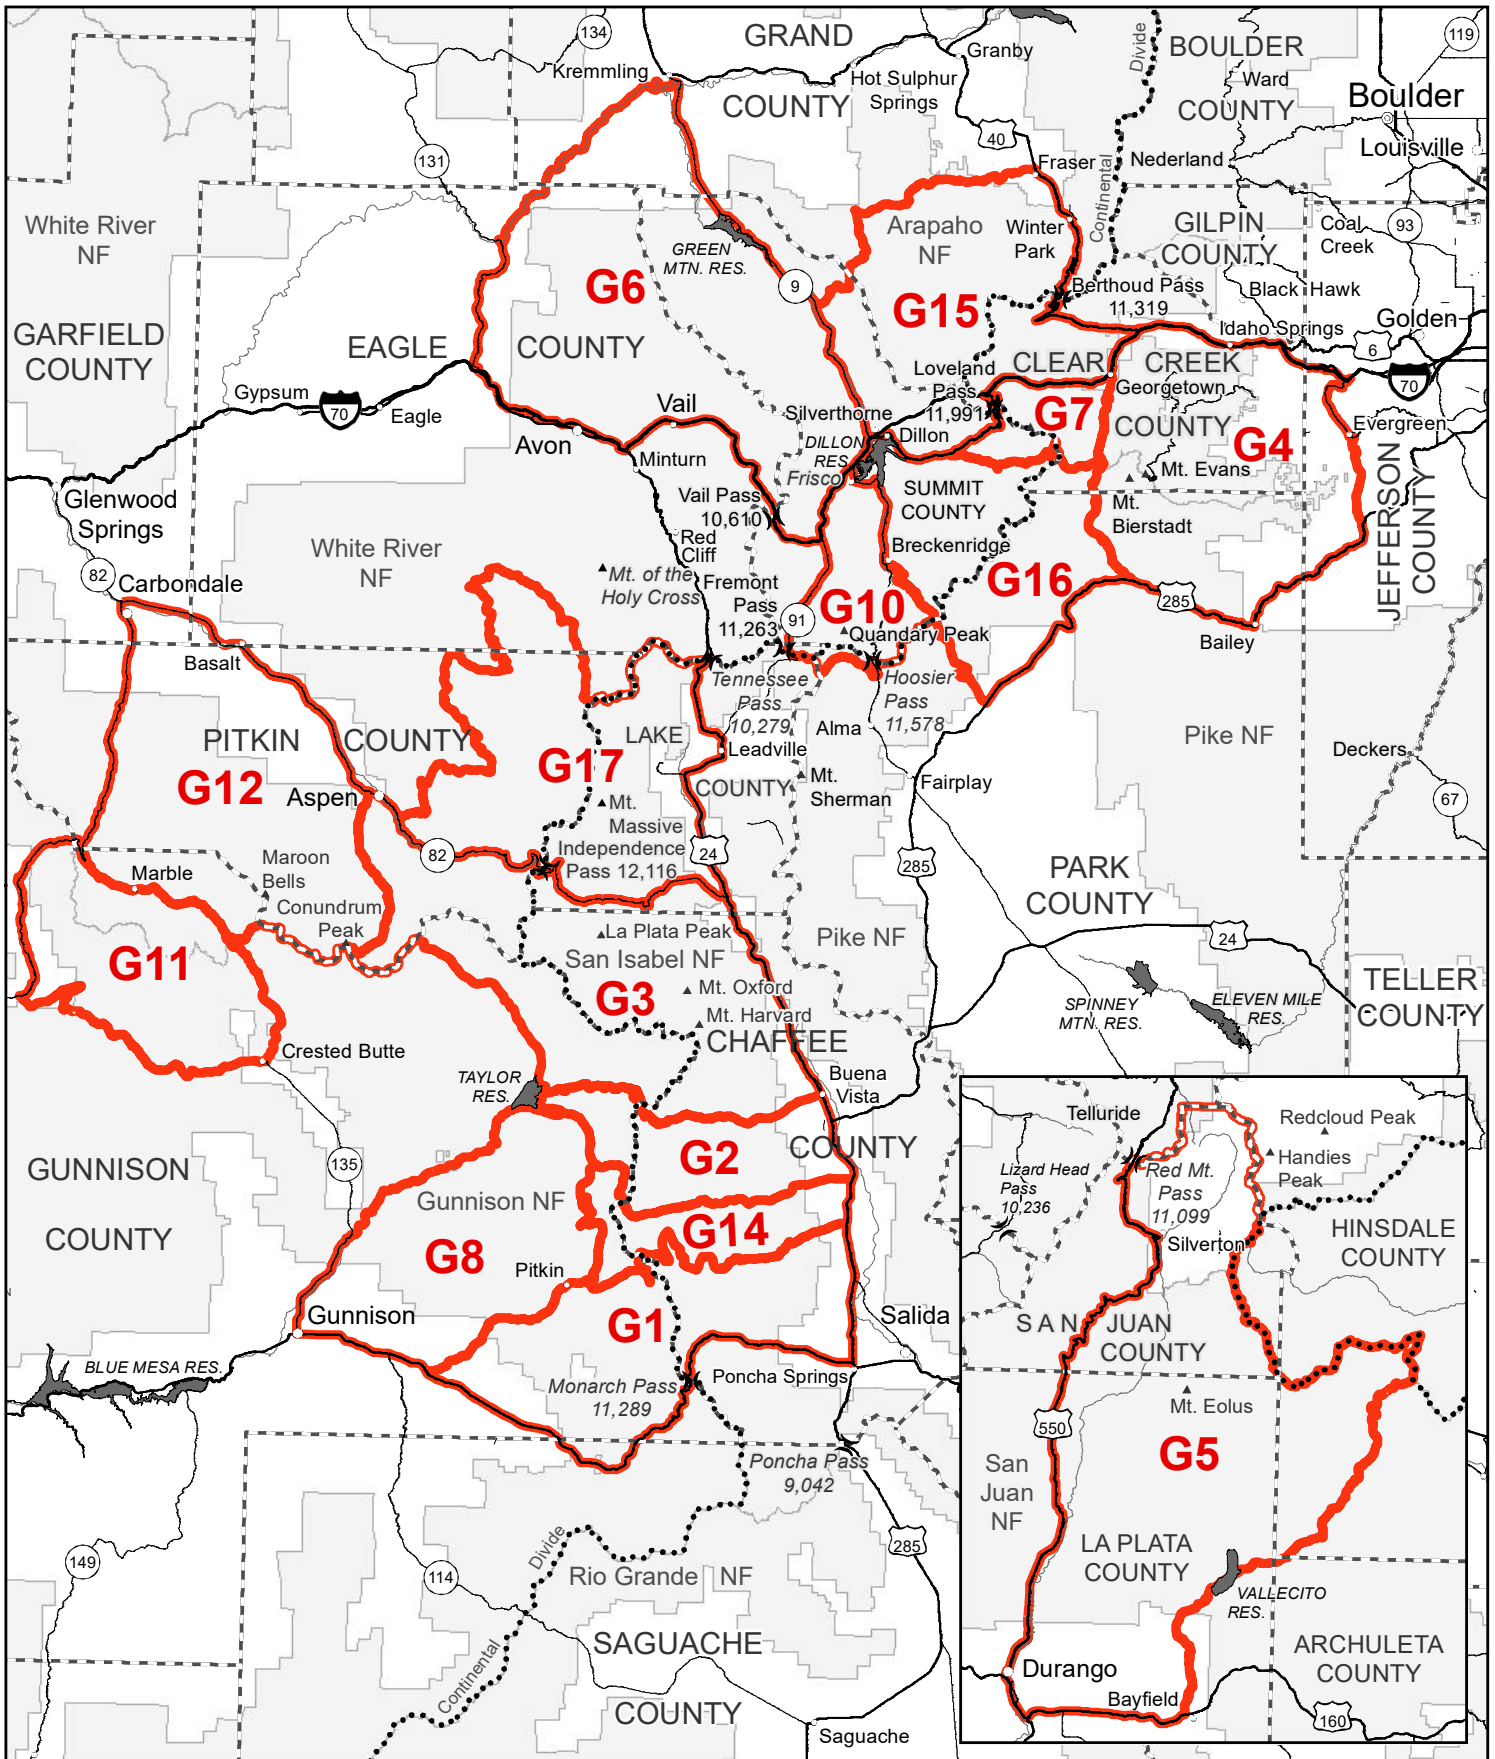 134
GRAND
COUNTY
Granby
Divide
BOULDER
COUNTY
Ward
119
Kremmling
Hot Sulphur
Springs
Boulder
40
Louisville
131
Fraser
Nederland
Continental
White River
NF
Arapaho
NF
Winter
Park
GILPIN
COUNTY
Coal
Creek
93
GREEN
MTN. RES.
G6
9
G15
Berthoud Pass
11,319
Black Hawk
GARFIELD
COUNTY
EAGLE
COUNTY
Idaho Springs
Golden
6
Loveland
Pass
11,991
CLEAR
CREEK
COUNTY
Georgetown
70
Gypsum
70
Eagle
Vail
Silverthorne
G7
Evergreen
Avon
DILLON
RES.
Dillon
G4
Minturn
Frisco
Mt. Evans
JEFFERSON
COUNTY
Glenwood
Springs
Vail Pass
10,610
SUMMIT
COUNTY
Mt.
Bierstadt
White River
NF
Red
Cliff
Breckenridge
82
Carbondale
Mt. of the
Holy Cross
Fremont
Pass
11,263
91
G10
G16
285
Quandary Peak
Bailey
Basalt
Tennessee
Pass
10,279
Hoosier
Pass
11,578
PITKIN
COUNTY
LAKE
COUNTY
Alma
Pike NF
Leadville
Deckers
G17
G12
Aspen
Mt.
Sherman
Fairplay
Mt.
Massive
67
Independence
Pass 12,116
82
24
285
Maroon
Bells
PARK
COUNTY
Marble
Conundrum
Peak
La Plata Peak
Pike NF
24
San Isabel NF
G11
TELLER
COUNTY
G3
Mt. Oxford
Mt. Harvard
SPINNEY
MTN. RES.
ELEVEN MILE
RES.
CHAFFEE
COUNTY
Crested Butte
TAYLOR
RES.
Buena
Vista
Telluride
Redcloud Peak
GUNNISON
COUNTY
135
G2
Lizard Head
Pass
10,236
Red Mt.
Pass
11,099
Handies
Peak
Gunnison NF
G14
HINSDALE
COUNTY
G8
Silverton
Pitkin
Gunnison
G1
Salida
SAN JUAN
COUNTY
BLUE MESA RES.
Monarch Pass
11,289
Poncha Springs
Mt. Eolus
550
G5
Poncha Pass
9,042
San
Juan
NF
149
Divide
285
LA PLATA
COUNTY
114
Rio Grande NF
VALLECITO
RES.
SAGUACHE
COUNTY
ARCHULETA
COUNTY
Continental
Durango
Bayfield
160
Saguache